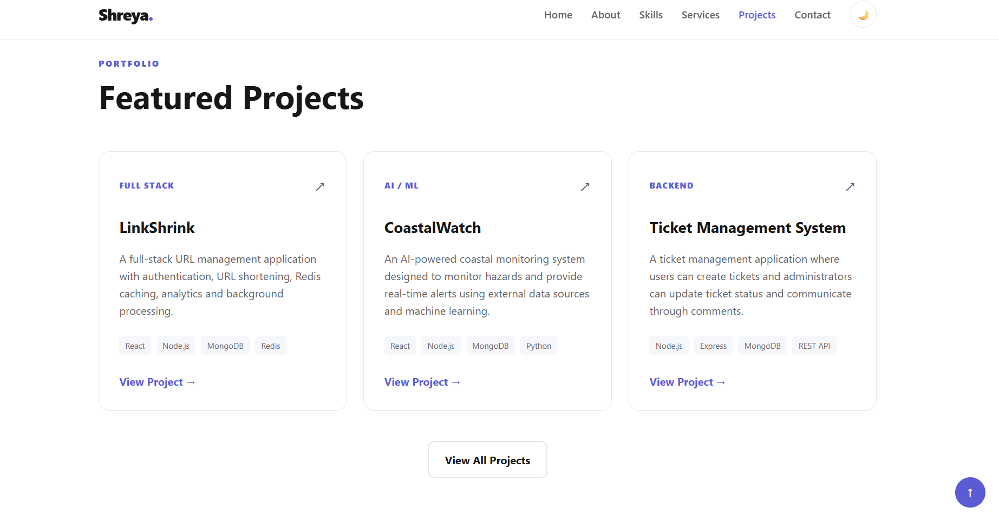 Shreya.
Home About Skills Services Projects Contact
PORTFOLIO
Featured Projects
FULL STACK ↗
LinkShrink
A full-stack URL management application
with authentication, URL shortening, Redis
caching, analytics and background
processing.
React Node.js MongoDB Redis
View Project →
AI / ML ↗
CoastalWatch
An AI-powered coastal monitoring system
designed to monitor hazards and provide
real-time alerts using external data sources
and machine learning.
React Node.js MongoDB Python
View Project →
BACKEND ↗
Ticket Management System
A ticket management application where
users can create tickets and administrators
can update ticket status and communicate
through comments.
Node.js Express MongoDB REST API
View Project →
View All Projects
↑